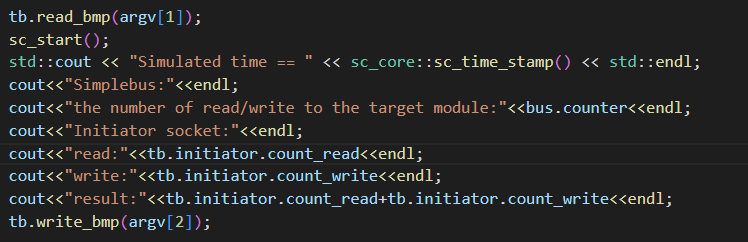 tb.read_bmp(argv[1]);
sc_start();
std::cout << "Simulated time == " << sc_core::sc_time_stamp() << std::endl;
cout<<"Simplebus:"<<endl;
cout<<"the number of read/write to the target module:"<<bus.counter<<endl;
cout<<"Initiator socket:"<<endl;
cout<<"read:"<<tb.initiator.count_read<<endl;
cout<<"write:"<<tb.initiator.count_write<<endl;
cout<<"result:"<<tb.initiator.count_read+tb.initiator.count_write<<endl;
tb.write_bmp(argv[2]);